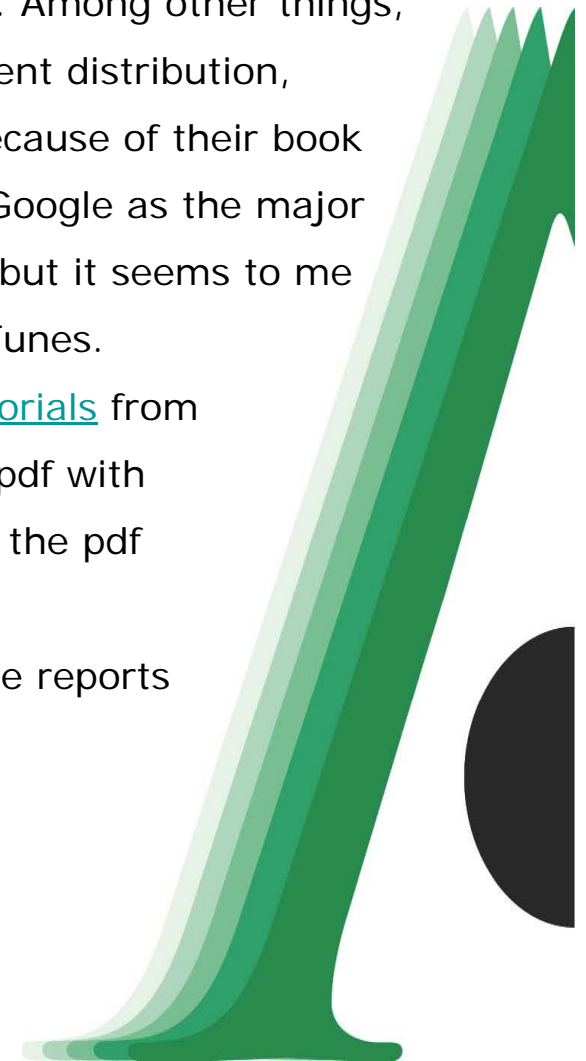 . Among other things,
ent distribution,
cause of their book
Google as the major
but it seems to me
Tunes.
orials from
pdf with
the pdf
e reports